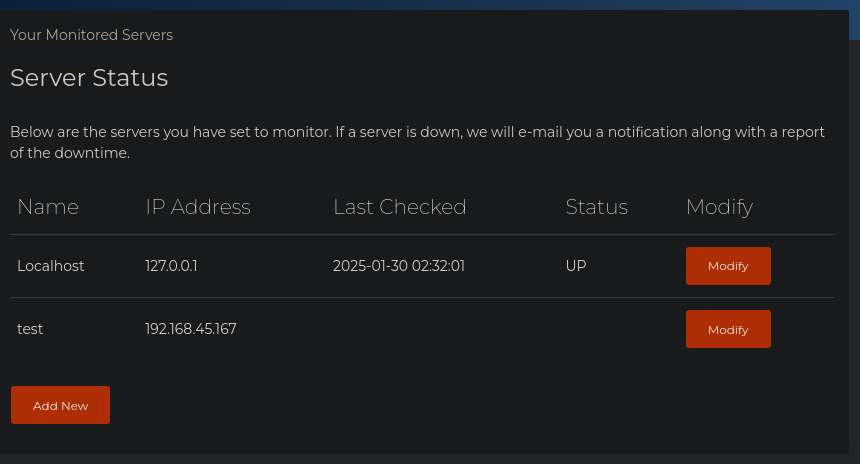 Your Monitored Servers
Server Status
Below are the servers you have set to monitor. If a server is down, we will e-mail you a notification along with a report
of the downtime.
Name IP Address Last Checked Status Modify
Localhost 127.0.0.1 2025-01-30 02:32:01 UP Modify
test 192.168.45.167 Modify
Add New